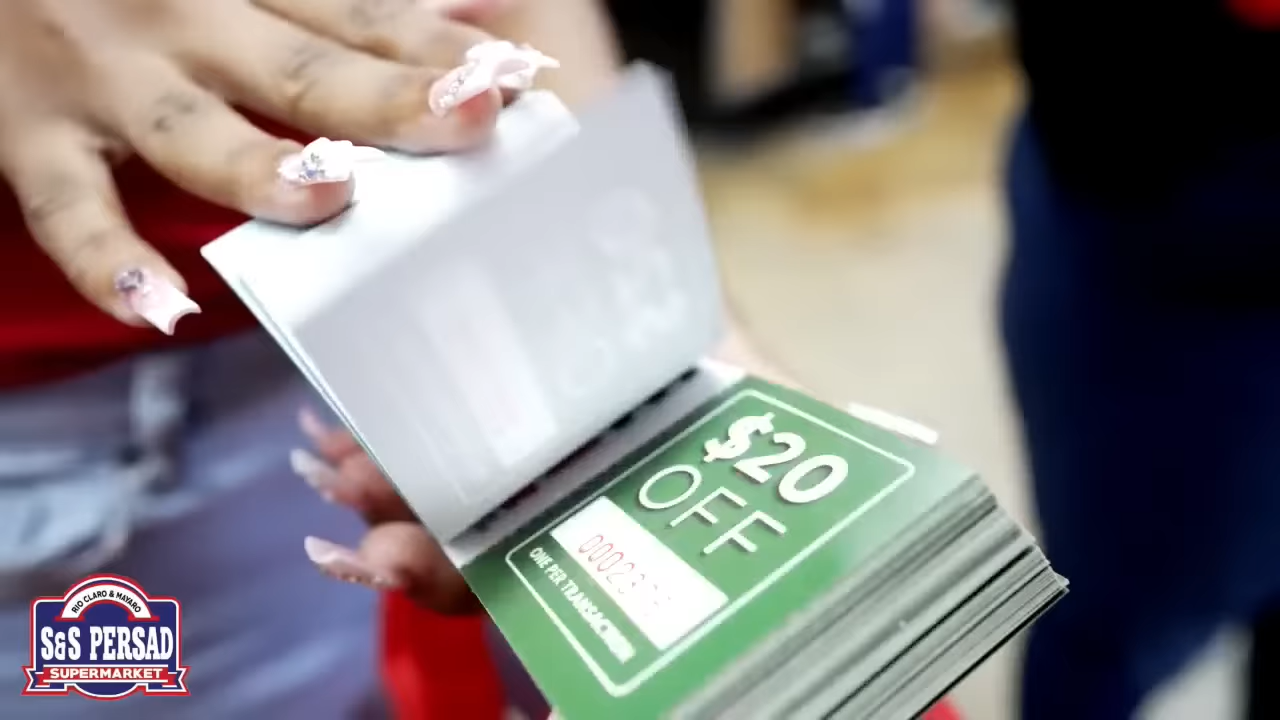 $20
OFF
ONE PER TRANSACTION
RIO CLARO & MAYARO
S&S PERSAD
SUPERMARKET